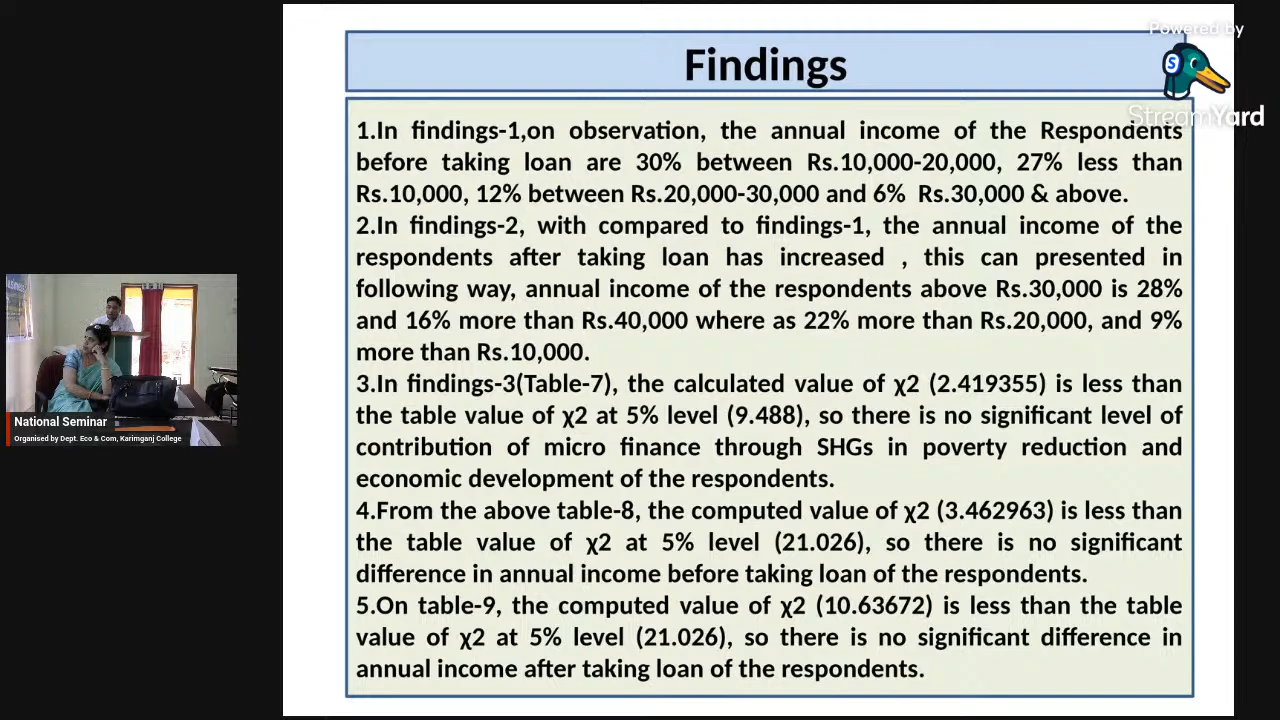 Powered by
StreamYard
Findings
1.In findings-1,on observation, the annual income of the Respondents
before taking loan are 30% between Rs.10,000-20,000, 27% less than
Rs.10,000, 12% between Rs.20,000-30,000 and 6% Rs.30,000 & above.
2.In findings-2, with compared to findings-1, the annual income of the
respondents after taking loan has increased , this can presented in
following way, annual income of the respondents above Rs.30,000 is 28%
and 16% more than Rs.40,000 where as 22% more than Rs.20,000, and 9%
more than Rs.10,000.
3.In findings-3(Table-7), the calculated value of χ2 (2.419355) is less than
the table value of χ2 at 5% level (9.488), so there is no significant level of
contribution of micro finance through SHGs in poverty reduction and
economic development of the respondents.
4.From the above table-8, the computed value of χ2 (3.462963) is less than
the table value of χ2 at 5% level (21.026), so there is no significant
difference in annual income before taking loan of the respondents.
5.On table-9, the computed value of χ2 (10.63672) is less than the table
value of χ2 at 5% level (21.026), so there is no significant difference in
annual income after taking loan of the respondents.
National Seminar
Organised by Dept. Eco & Com, Karimganj College